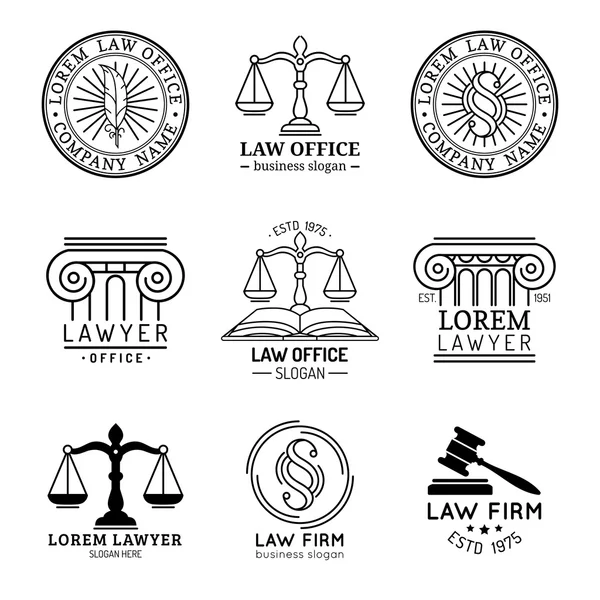 LOREM LAW OFFICE
· COMPANY NAME ·
LAW OFFICE
– business slogan –
LOREM LAW OFFICE
· COMPANY NAME ·
LAWYER
· OFFICE ·
· ESTD 1975 ·
LAW OFFICE
— SLOGAN —
EST. 1951
LOREM
LAWYER
LOREM LAWYER
SLOGAN HERE
LAW FIRM
business slogan
LAW FIRM
ESTD 1975